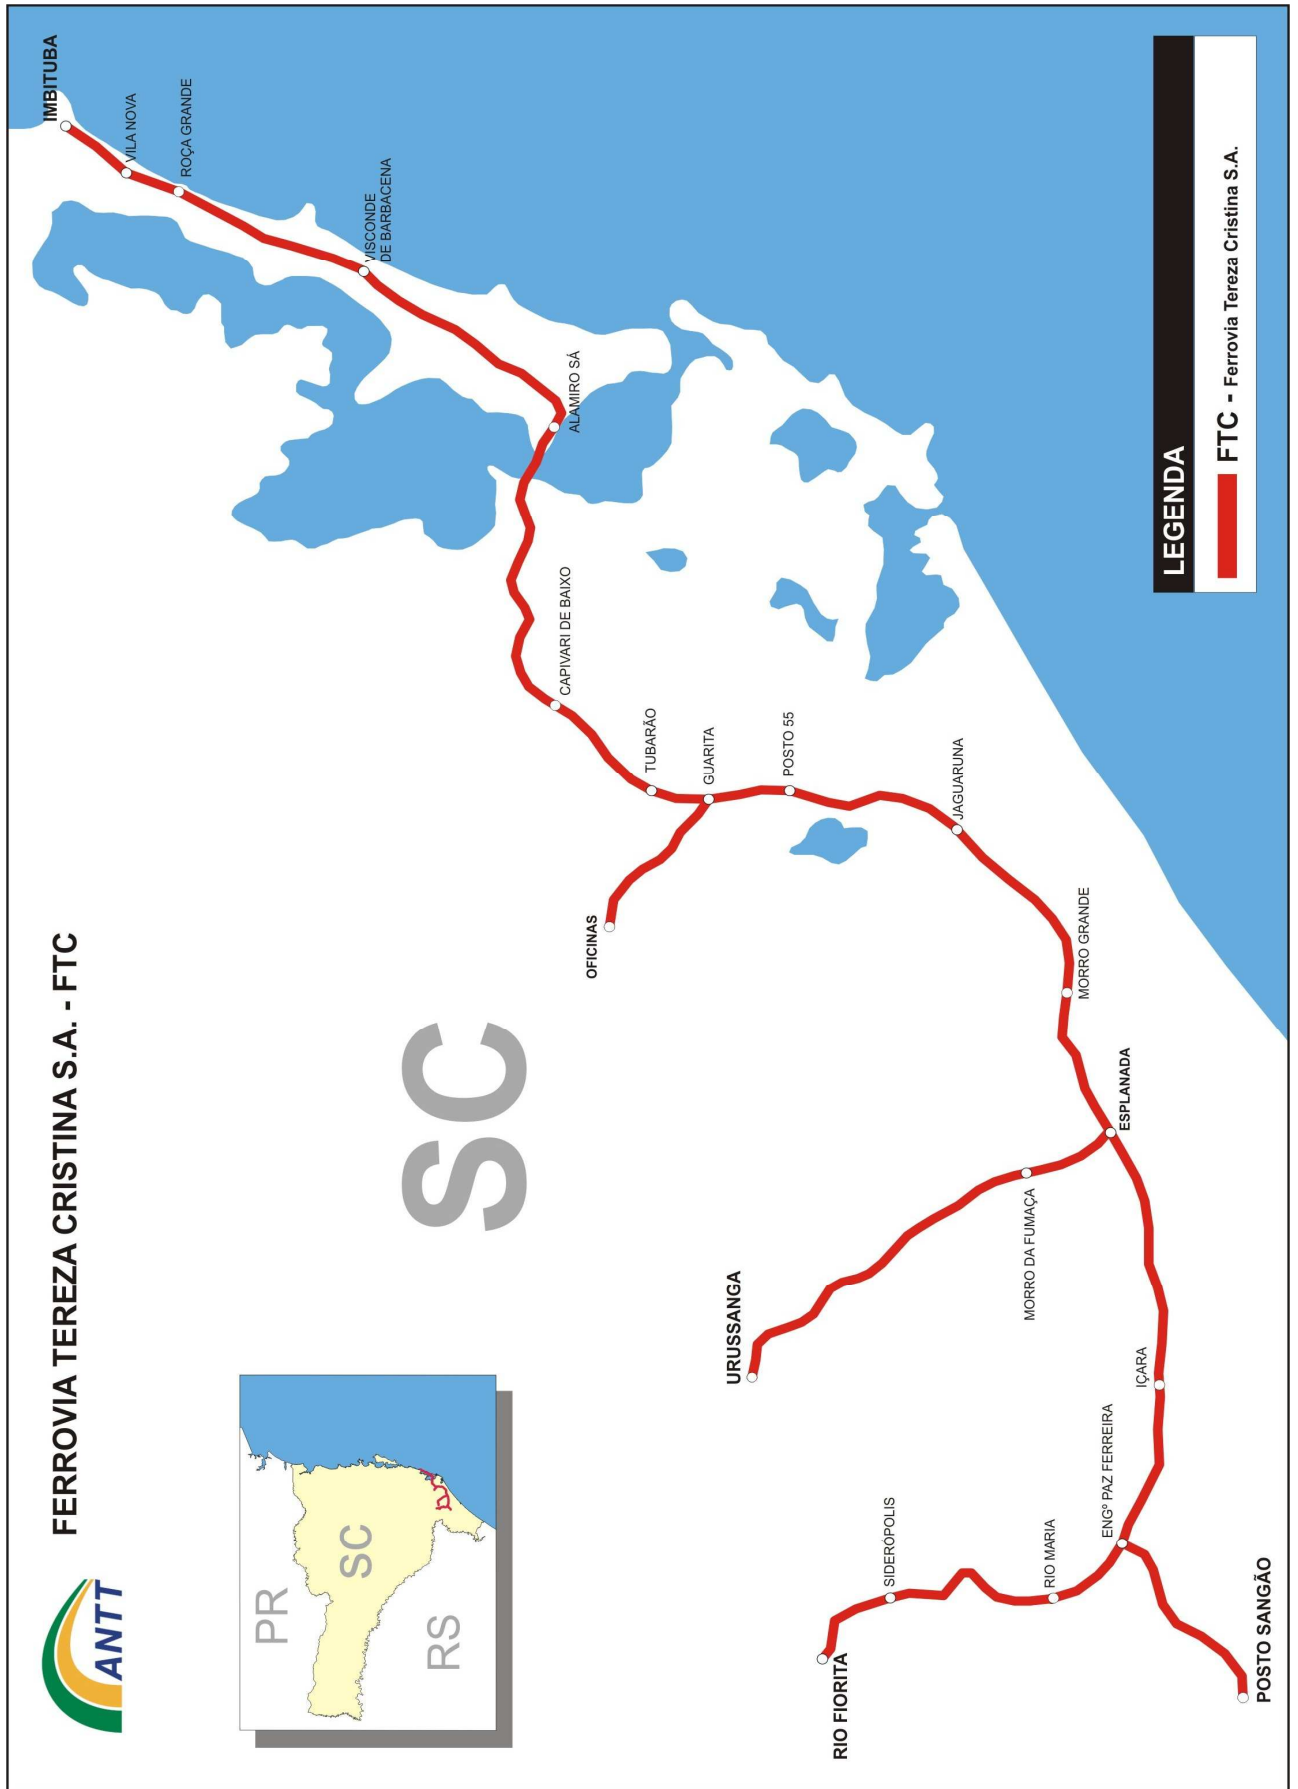 ANTT
FERROVIA TEREZA CRISTINA S.A. - FTC
PR
SC
RS
SC
IMBITUBA
VILA NOVA
ROÇA GRANDE
VISCONDE
DE BARBACENA
ALAMIRO SÁ
CAPIVARI DE BAIXO
TUBARÃO
GUARITA
OFICINAS
POSTO 55
JAGUARUNA
MORRO GRANDE
ESPLANADA
MORRO DA FUMAÇA
URUSSANGA
IÇARA
ENGº PAZ FERREIRA
RIO MARIA
SIDERÓPOLIS
RIO FIORITA
POSTO SANGÃO
LEGENDA
FTC - Ferrovia Tereza Cristina S.A.